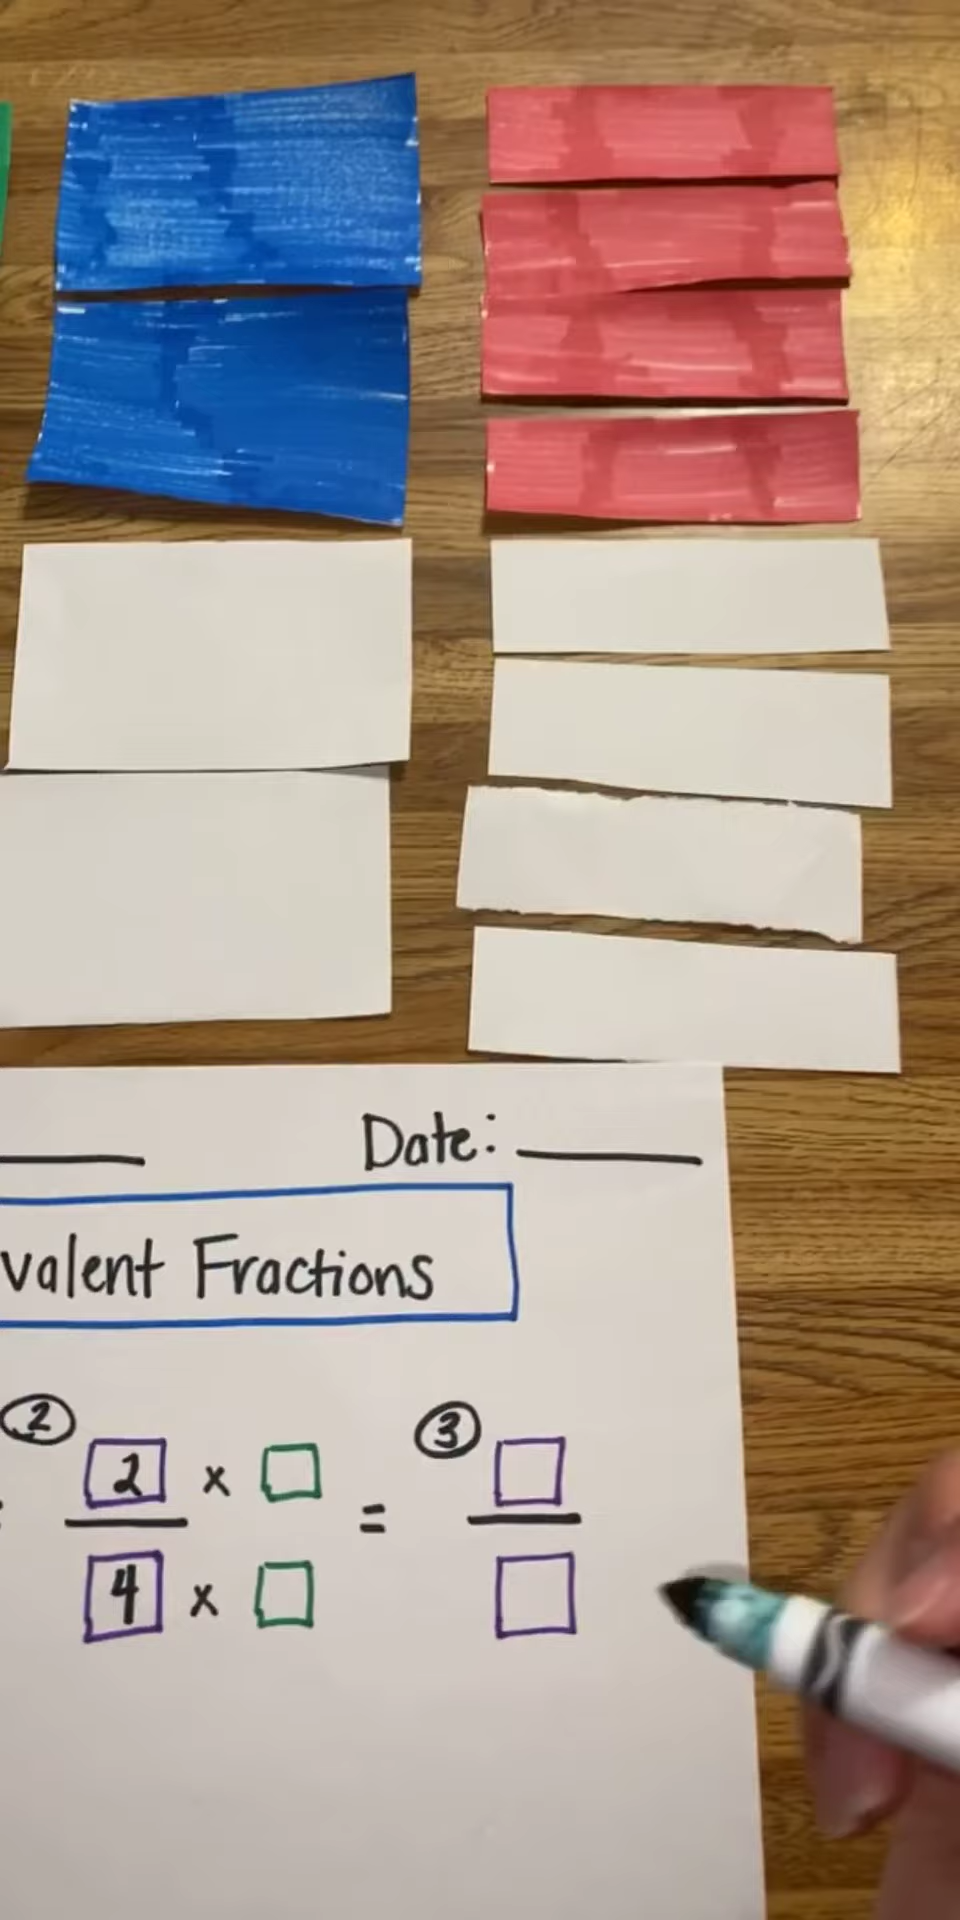 Date:
valent Fractions
2
2 x
=
4 x
3